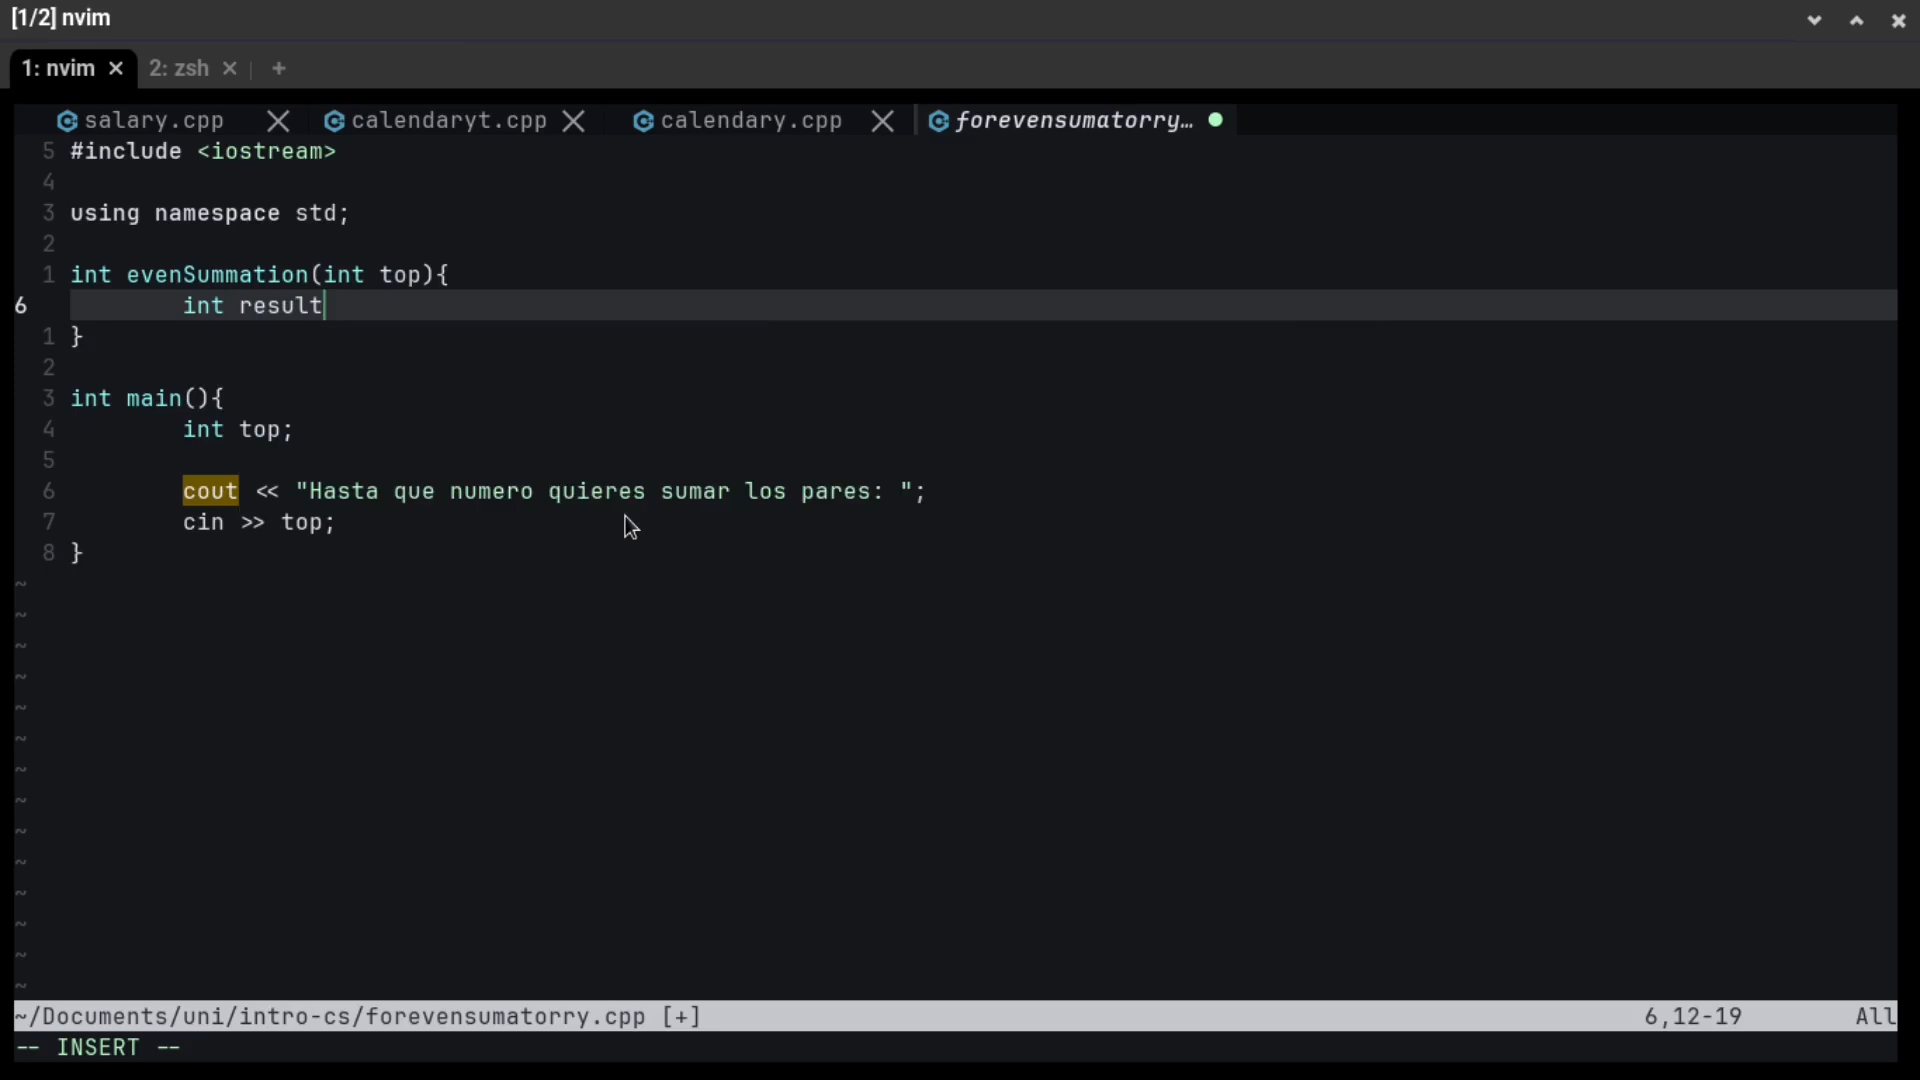 [1/2] nvim
1: nvim × 2: zsh × +
salary.cpp calendaryt.cpp calendary.cpp forevensumatorry…
5 #include <iostream>
4
3 using namespace std;
2
1 int evenSummation(int top){
6 int result
1 }
2
3 int main(){
4 int top;
5
6 cout << "Hasta que numero quieres sumar los pares: ";
7 cin >> top;
8 }
~
~
~
~
~
~
~
~
~
~
~
~
~
~
~/Documents/uni/intro-cs/forevensumatorry.cpp [+] 6,12-19 All
-- INSERT --